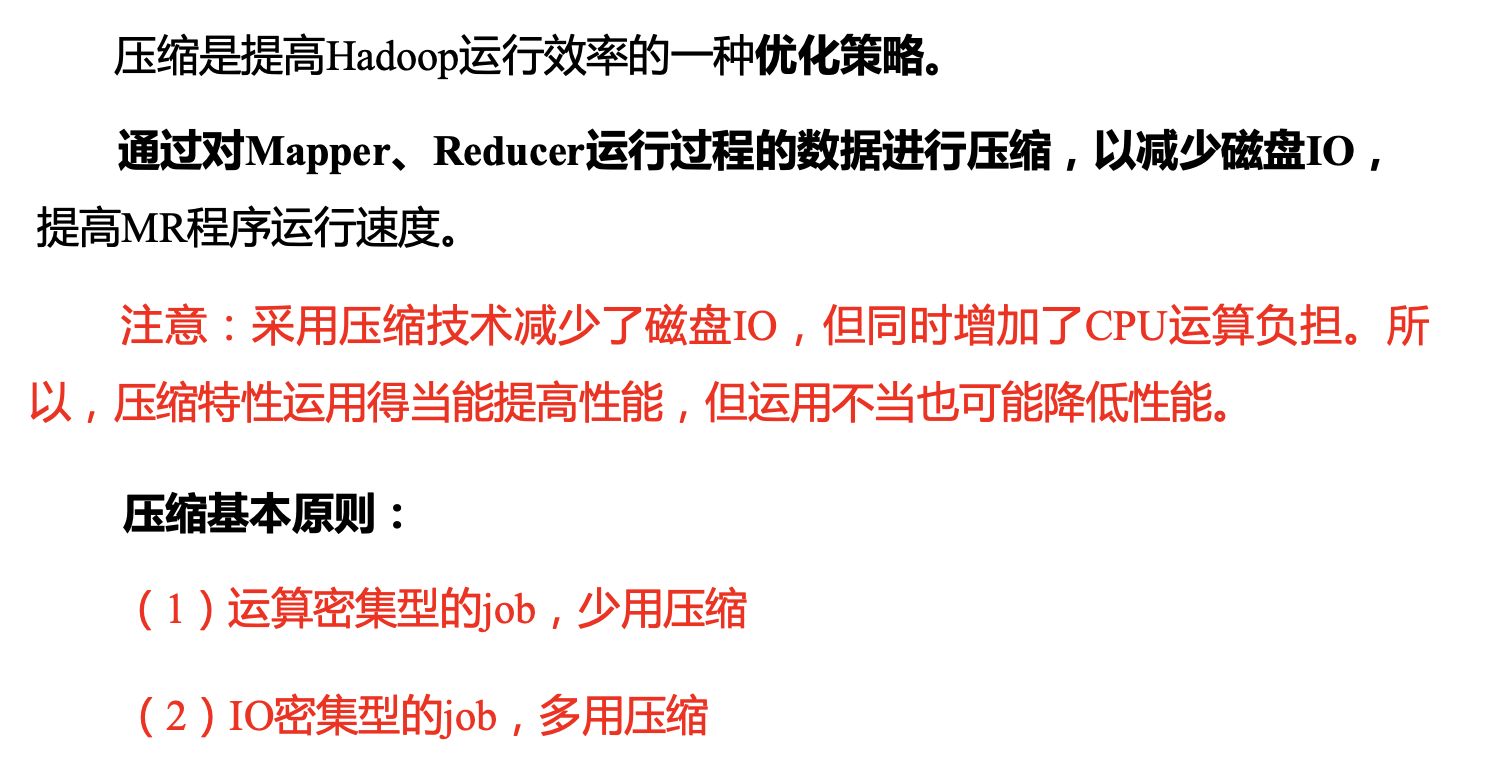 压缩是提高Hadoop运行效率的一种优化策略。
通过对Mapper、Reducer运行过程的数据进行压缩，以减少磁盘IO，
提高MR程序运行速度。
注意：采用压缩技术减少了磁盘IO，但同时增加了CPU运算负担。所
以，压缩特性运用得当能提高性能，但运用不当也可能降低性能。
压缩基本原则：
（1）运算密集型的job，少用压缩
（2）IO密集型的job，多用压缩